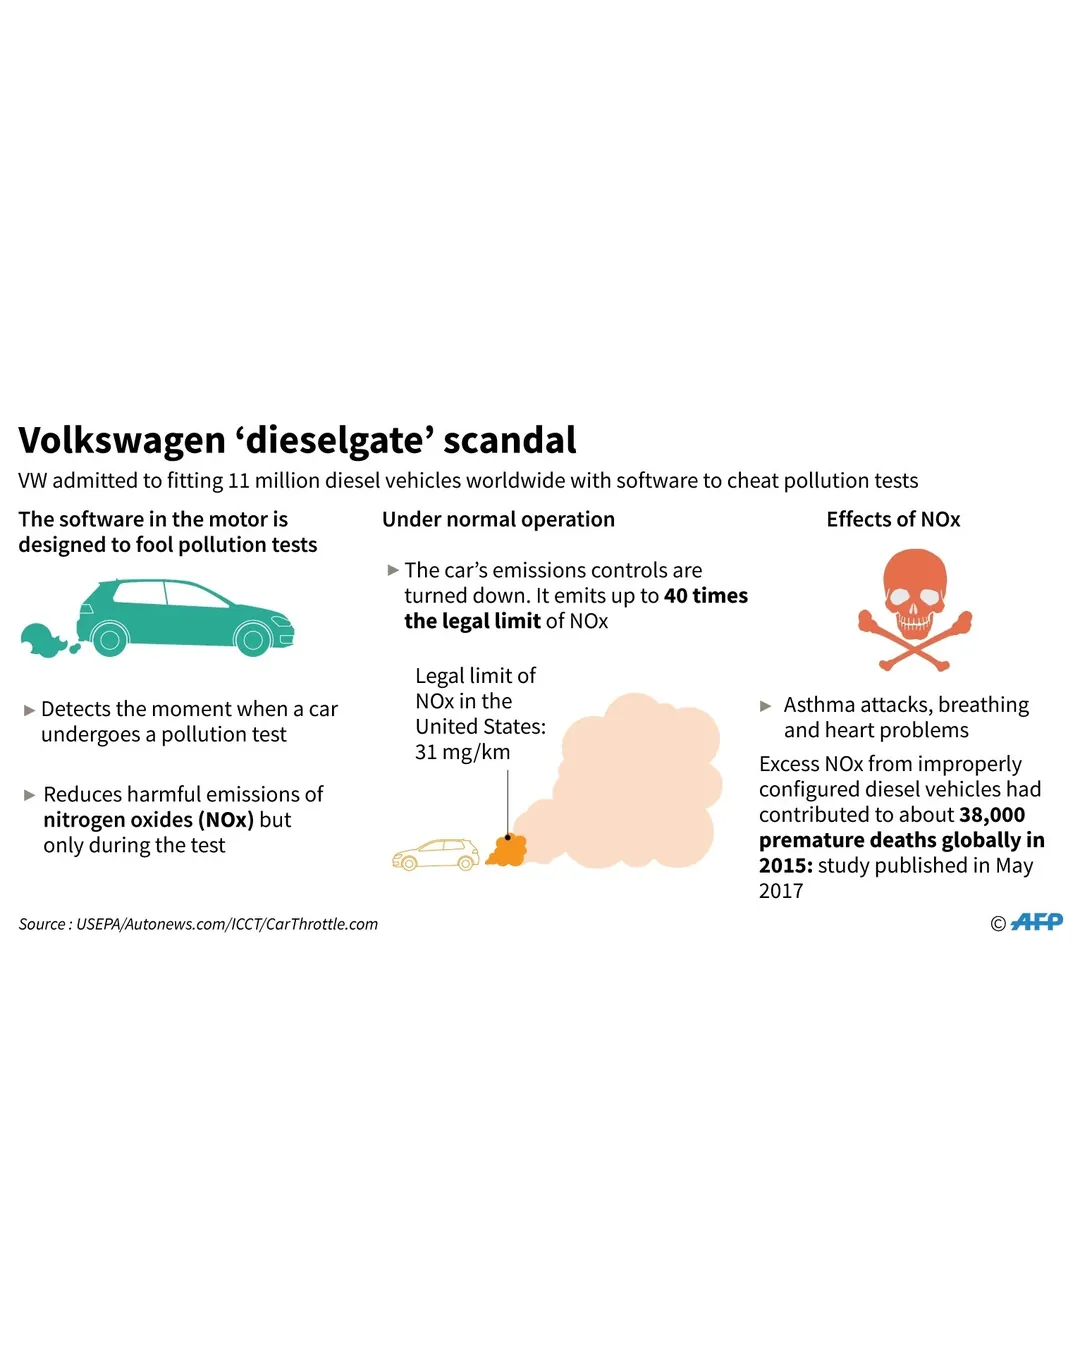 Volkswagen ‘dieselgate’ scandal
VW admitted to fitting 11 million diesel vehicles worldwide with software to cheat pollution tests
The software in the motor is
designed to fool pollution tests
▶ Detects the moment when a car
undergoes a pollution test
▶ Reduces harmful emissions of
nitrogen oxides (NOx) but
only during the test
Under normal operation
▶ The car’s emissions controls are
turned down. It emits up to 40 times
the legal limit of NOx
Legal limit of
NOx in the
United States:
31 mg/km
Effects of NOx
▶ Asthma attacks, breathing
and heart problems
Excess NOx from improperly
configured diesel vehicles had
contributed to about 38,000
premature deaths globally in
2015: study published in May
2017
Source : USEPA/Autonews.com/ICCT/CarThrottle.com
© AFP